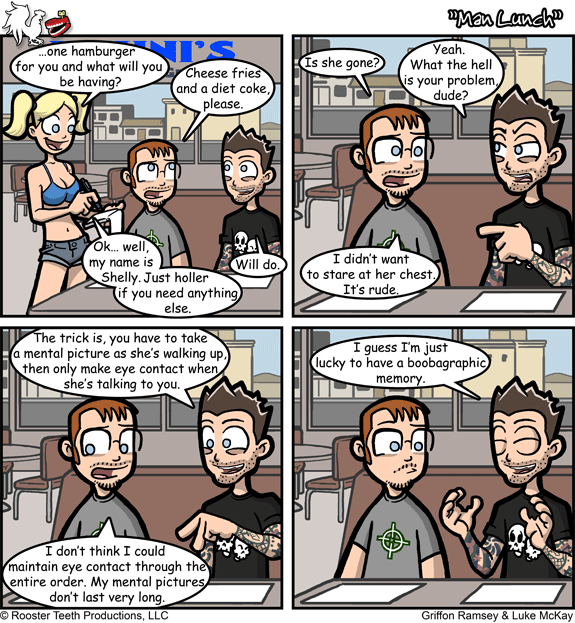 "Man Lunch"
...one hamburger
for you and what will you
be having?
Cheese fries
and a diet coke,
please.
Ok... well,
my name is
Shelly. Just holler
if you need anything
else.
Will do.
Is she gone?
Yeah.
What the hell
is your problem,
dude?
I didn't want
to stare at her chest.
It's rude.
The trick is, you have to take
a mental picture as she's walking up,
then only make eye contact when
she's talking to you.
I don't think I could
maintain eye contact through the
entire order. My mental pictures
don't last very long.
I guess I'm just
lucky to have a boobagraphic
memory.
© Rooster Teeth Productions, LLC
Griffon Ramsey & Luke McKay